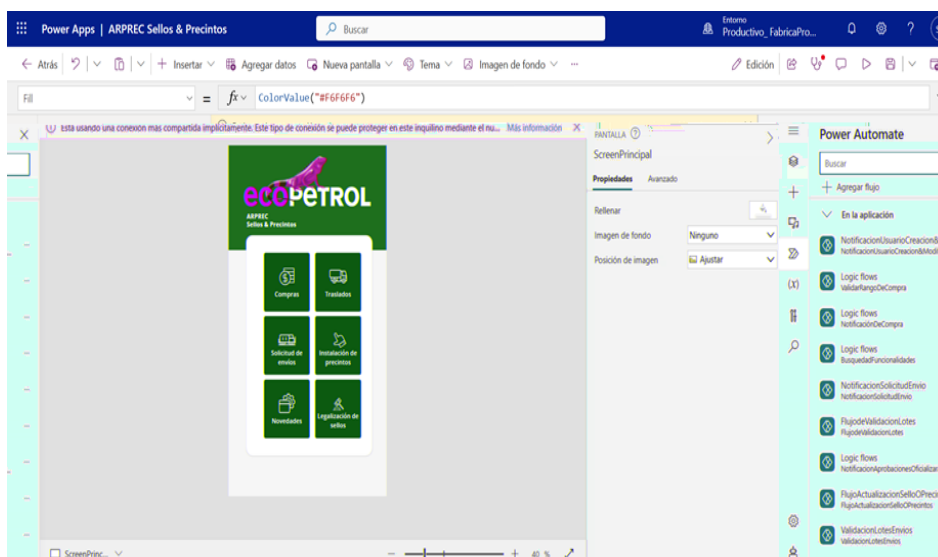 Power Apps | ARPREC Sellos & Precintos
Buscar
Entorno
Productivo_FabricaPro...
Atrás
Insertar
Agregar datos
Nueva pantalla
Tema
Imagen de fondo
...
Edición
Fill
=
fx
ColorValue("#F6F6F6")
Está usando una conexión más compartida implícitamente. Este tipo de conexión se puede proteger en este inquilino mediante el nu...
Más información
ecoPETROL
ARPREC
Sellos & Precintos
Compras
Traslados
Solicitud de
envíos
Instalación de
precintos
Novedades
Legalización de
sellos
ScreenPrinc...
40 %
PANTALLA
ScreenPrincipal
Propiedades
Avanzado
Rellenar
Imagen de fondo
Ninguno
Posición de imagen
Ajustar
Power Automate
Buscar
Agregar flujo
En la aplicación
NotificacionUsuarioCreacion&
NotificacionUsuarioCreacion&Modi
Logic flows
ValidarRangoDeCompra
Logic flows
NotificaciónDeCompra
Logic flows
BusquedadFuncionalidades
NotificacionSolicitudEnvio
NotificacionSolicitudEnvio
FlujodeValidacionLotes
FlujodeValidacionLotes
Logic flows
NotificacionAprobacionesOficializar
FlujoActualizacionSelloOPreci
FlujoActualizacionSelloOPrecintos
ValidacionLotesEnvios
ValidacionLotesEnvios